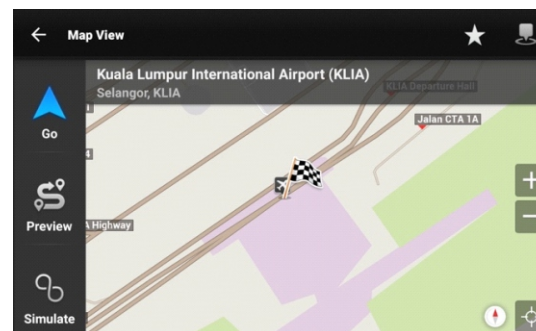 Map View
Kuala Lumpur International Airport (KLIA)
Selangor, KLIA
KLIA Departure Hall
Jalan CTA 1A
Go
Preview
Highway
Simulate